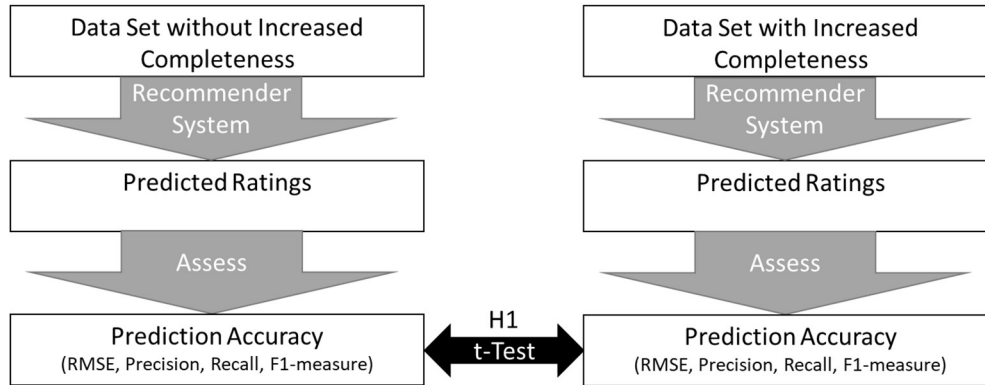 Data Set without Increased
Completeness
Recommender
System
Predicted Ratings
Assess
Prediction Accuracy
(RMSE, Precision, Recall, F1-measure)
H1
t-Test
Data Set with Increased
Completeness
Recommender
System
Predicted Ratings
Assess
Prediction Accuracy
(RMSE, Precision, Recall, F1-measure)